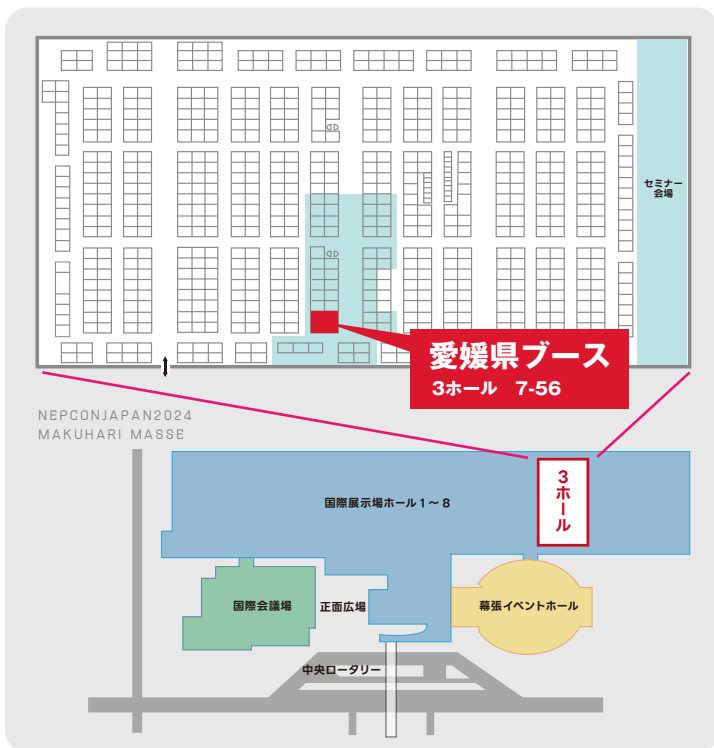 セミナー
会場
愛媛県ブース
3ホール 7-56
NEPCONJAPAN2024
MAKUHARI MASSE
3ホール
国際展示場ホール1〜8
国際会議場
正面広場
幕張イベントホール
中央ロータリー